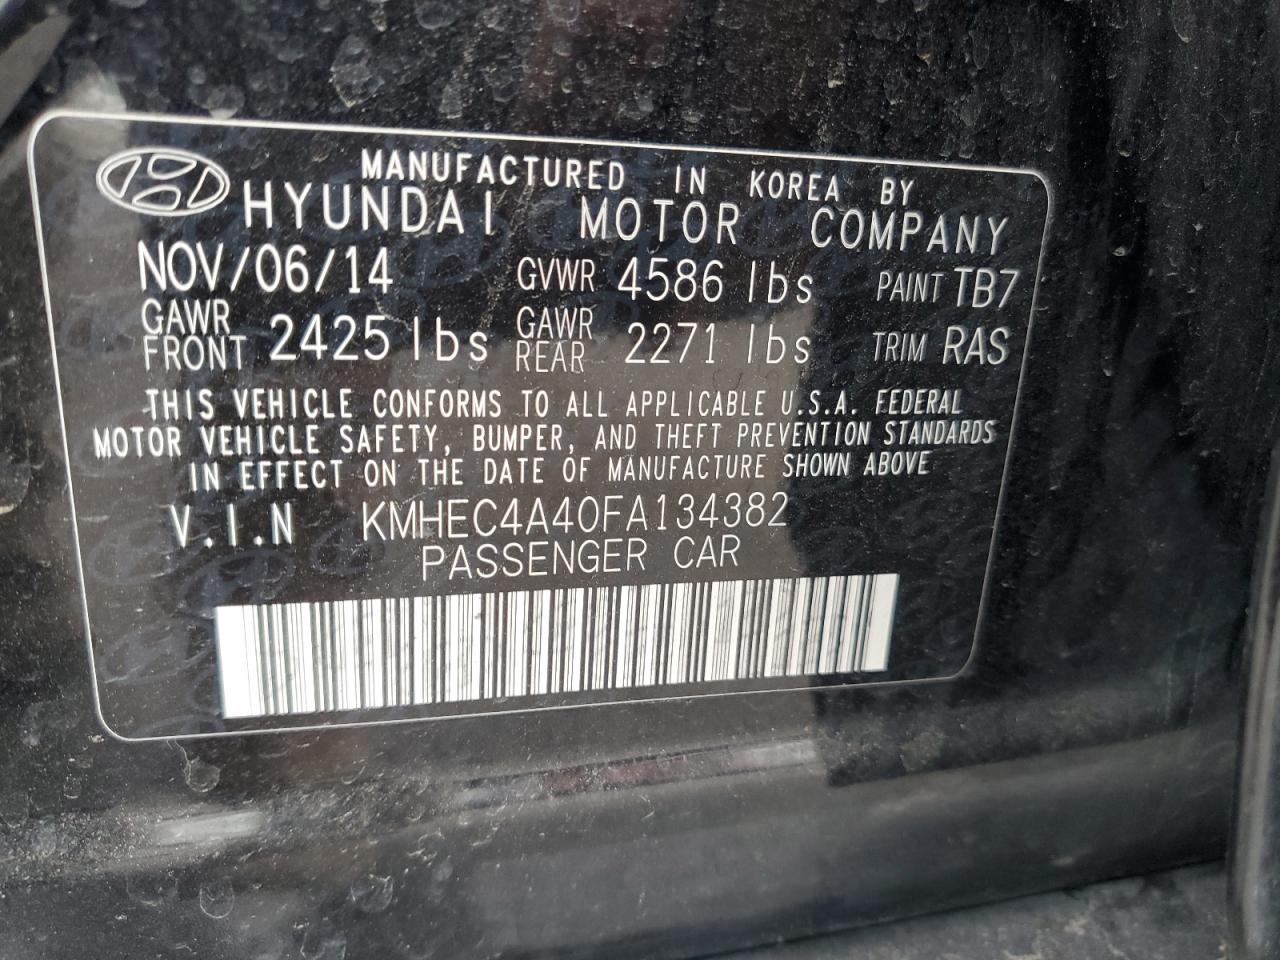 MANUFACTURED IN KOREA BY
HYUNDAI MOTOR COMPANY
NOV/06/14 GVWR 4586 lbs PAINT TB7
GAWR FRONT 2425 lbs GAWR REAR 2271 lbs TRIM RAS
THIS VEHICLE CONFORMS TO ALL APPLICABLE U.S.A. FEDERAL
MOTOR VEHICLE SAFETY, BUMPER, AND THEFT PREVENTION STANDARDS
IN EFFECT ON THE DATE OF MANUFACTURE SHOWN ABOVE
V.I.N KMHEC4A40FA134382
PASSENGER CAR